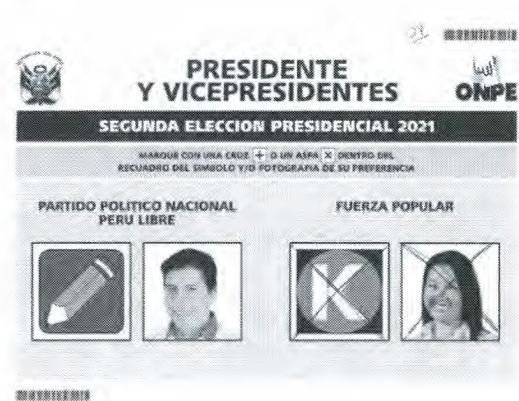 PRESIDENTE
Y VICEPRESIDENTES
ONPE
SEGUNDA ELECCION PRESIDENCIAL 2021
MARQUE CON UNA CRUZ + O UN ASPA X DENTRO DEL
RECUADRO DEL SIMBOLO Y/O FOTOGRAFIA DE SU PREFERENCIA
PARTIDO POLITICO NACIONAL
PERU LIBRE
FUERZA POPULAR
K